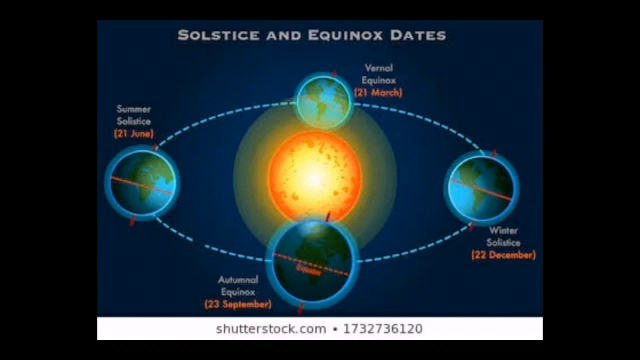 SOLSTICE AND EQUINOX DATES
Vernal
Equinox
(21 March)
Summer
Solistice
(21 June)
Winter
Solistice
(22 December)
Equator
Autumnal
Equinox
(23 September)
shutterstock.com • 1732736120